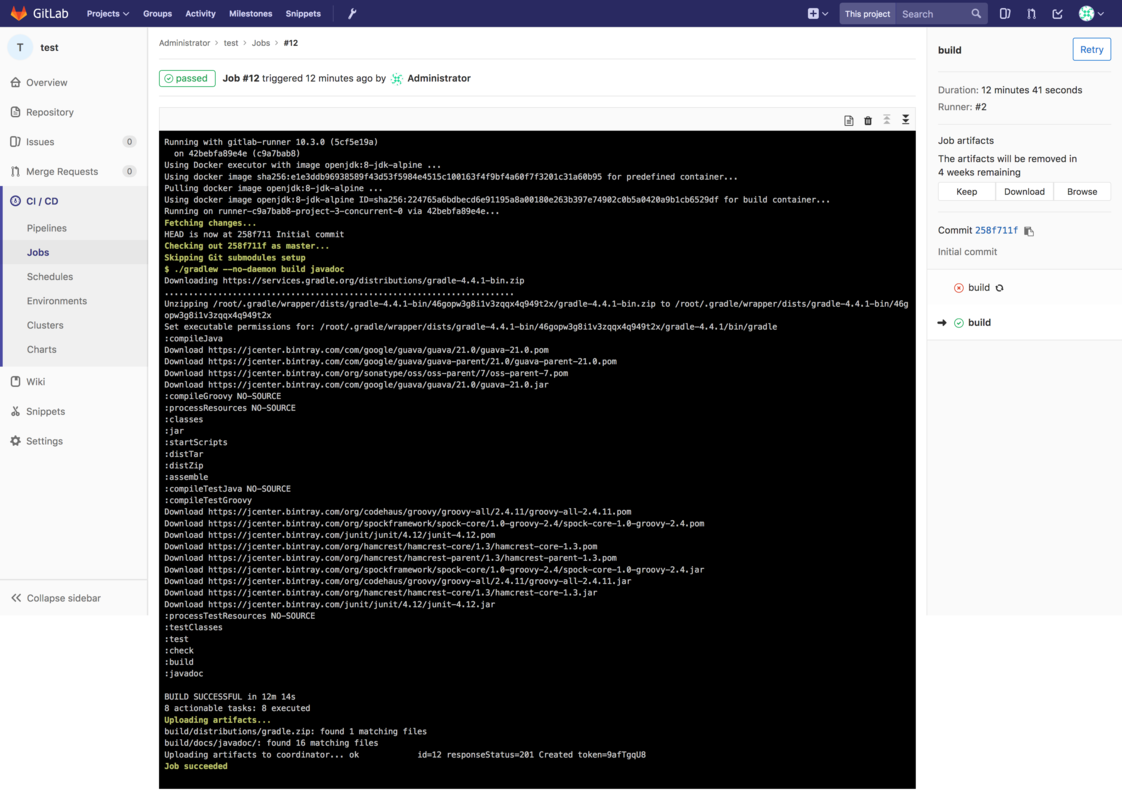 GitLab Projects Groups Activity Milestones Snippets This project Search
T test
Overview
Repository
Issues 0
Merge Requests 0
CI / CD
Pipelines
Jobs
Schedules
Environments
Clusters
Charts
Wiki
Snippets
Settings
Collapse sidebar
Administrator > test > Jobs > #12
passed Job #12 triggered 12 minutes ago by Administrator
Running with gitlab-runner 10.3.0 (5cf5e19a)
on 42bebfa89e4e (c9a7bab8)
Using Docker executor with image openjdk:8-jdk-alpine ...
Using docker image sha256:e1e3ddb96938589f43d53f5984e4515c100163f4f9bf4a60f7f3201c31a60b95 for predefined container...
Pulling docker image openjdk:8-jdk-alpine ...
Using docker image openjdk:8-jdk-alpine ID=sha256:224765a6bdbecd6e91195a8a00180e263b397e74902c0b5a0420a9b1cb6529df for build container...
Running on runner-c9a7bab8-project-3-concurrent-0 via 42bebfa89e4e...
Fetching changes...
HEAD is now at 258f711 Initial commit
Checking out 258f711f as master...
Skipping Git submodules setup
$ ./gradlew --no-daemon build javadoc
Downloading https://services.gradle.org/distributions/gradle-4.4.1-bin.zip
........................................................................
Unzipping /root/.gradle/wrapper/dists/gradle-4.4.1-bin/46gopw3g8i1v3zqqx4q949t2x/gradle-4.4.1-bin.zip to /root/.gradle/wrapper/dists/gradle-4.4.1-bin/46g
opw3g8i1v3zqqx4q949t2x
Set executable permissions for: /root/.gradle/wrapper/dists/gradle-4.4.1-bin/46gopw3g8i1v3zqqx4q949t2x/gradle-4.4.1/bin/gradle
:compileJava
Download https://jcenter.bintray.com/com/google/guava/guava/21.0/guava-21.0.pom
Download https://jcenter.bintray.com/com/google/guava/guava-parent/21.0/guava-parent-21.0.pom
Download https://jcenter.bintray.com/org/sonatype/oss/oss-parent/7/oss-parent-7.pom
Download https://jcenter.bintray.com/com/google/guava/guava/21.0/guava-21.0.jar
:compileGroovy NO-SOURCE
:processResources NO-SOURCE
:classes
:jar
:startScripts
:distTar
:distZip
:assemble
:compileTestJava NO-SOURCE
:compileTestGroovy
Download https://jcenter.bintray.com/org/codehaus/groovy/groovy-all/2.4.11/groovy-all-2.4.11.pom
Download https://jcenter.bintray.com/org/spockframework/spock-core/1.0-groovy-2.4/spock-core-1.0-groovy-2.4.pom
Download https://jcenter.bintray.com/junit/junit/4.12/junit-4.12.pom
Download https://jcenter.bintray.com/org/hamcrest/hamcrest-core/1.3/hamcrest-core-1.3.pom
Download https://jcenter.bintray.com/org/hamcrest/hamcrest-parent/1.3/hamcrest-parent-1.3.pom
Download https://jcenter.bintray.com/org/spockframework/spock-core/1.0-groovy-2.4/spock-core-1.0-groovy-2.4.jar
Download https://jcenter.bintray.com/org/codehaus/groovy/groovy-all/2.4.11/groovy-all-2.4.11.jar
Download https://jcenter.bintray.com/org/hamcrest/hamcrest-core/1.3/hamcrest-core-1.3.jar
Download https://jcenter.bintray.com/junit/junit/4.12/junit-4.12.jar
:processTestResources NO-SOURCE
:testClasses
:test
:check
:build
:javadoc
BUILD SUCCESSFUL in 12m 14s
8 actionable tasks: 8 executed
Uploading artifacts...
build/distributions/gradle.zip: found 1 matching files
build/docs/javadoc/: found 16 matching files
Uploading artifacts to coordinator... ok id=12 responseStatus=201 Created token=9afTgqU8
Job succeeded
build Retry
Duration: 12 minutes 41 seconds
Runner: #2
Job artifacts
The artifacts will be removed in
4 weeks remaining
Keep Download Browse
Commit 258f711f
Initial commit
build
build